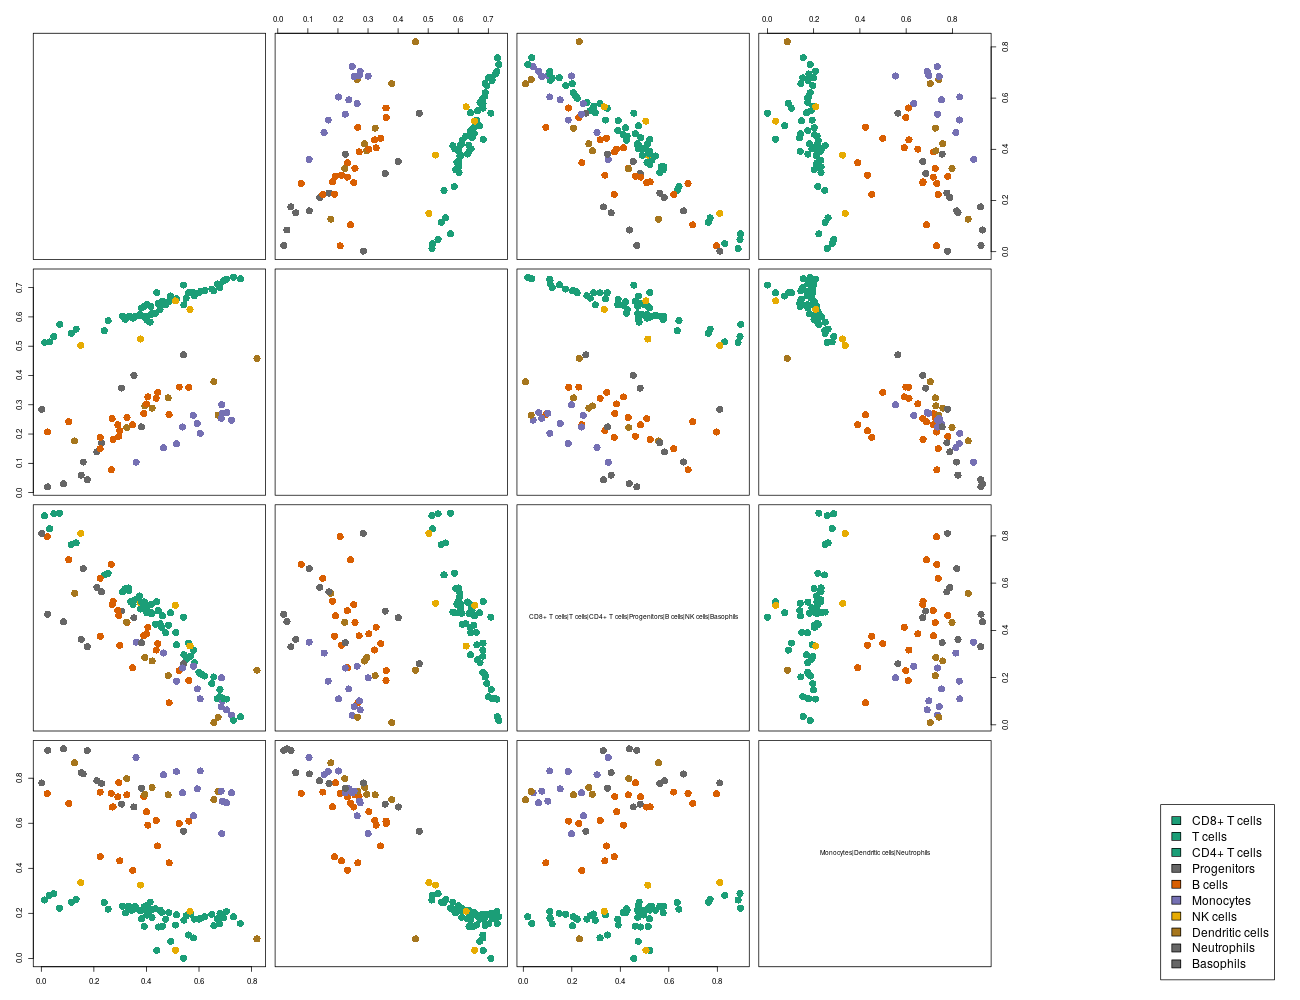 0.0 0.1 0.2 0.3 0.4 0.5 0.6 0.7
0.0 0.2 0.4 0.6 0.8
0.0 0.2 0.4 0.6 0.8
0.0 0.1 0.2 0.3 0.4 0.5 0.6 0.7
CD8+ T cells|T cells|CD4+ T cells|Progenitors|B cells|NK cells|Basophils
0.0 0.2 0.4 0.6 0.8
Monocytes|Dendritic cells|Neutrophils
0.0 0.2 0.4 0.6 0.8
0.0 0.2 0.4 0.6 0.8
0.0 0.2 0.4 0.6 0.8
CD8+ T cells
T cells
CD4+ T cells
Progenitors
B cells
Monocytes
NK cells
Dendritic cells
Neutrophils
Basophils